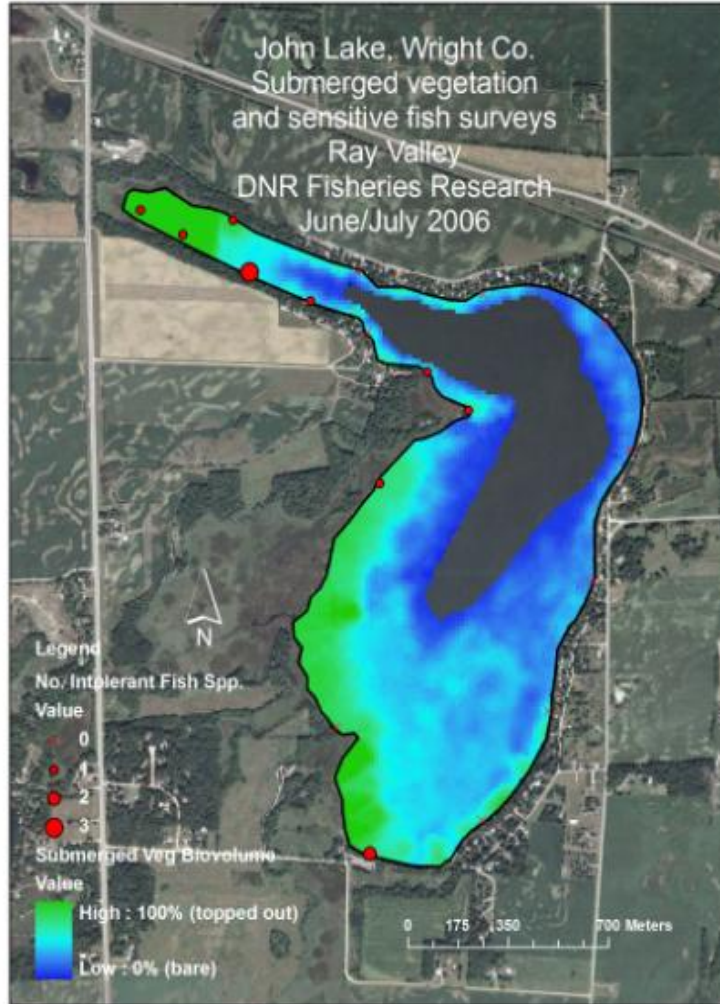 John Lake, Wright Co.
Submerged vegetation
and sensitive fish surveys
Ray Valley
DNR Fisheries Research
June/July 2006
N
Legend
No. Intolerant Fish Spp.
Value
0
1
2
3
Submerged Veg Biovolume
Value
High : 100% (topped out)
Low : 0% (bare)
0 175 350 700 Meters